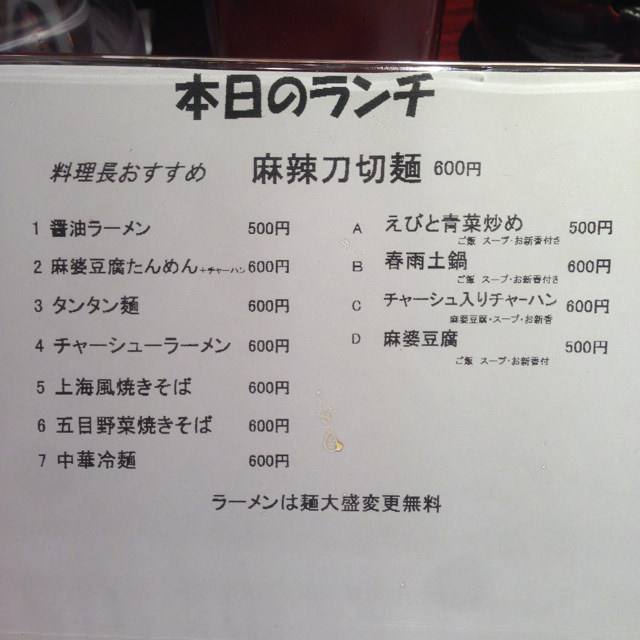 本日のランチ
料理長おすすめ 麻辣刀切麺 600円
1 醤油ラーメン 500円
2 麻婆豆腐たんめん+チャーハン 600円
3 タンタン麺 600円
4 チャーシューラーメン 600円
5 上海風焼きそば 600円
6 五目野菜焼きそば 600円
7 中華冷麺 600円
A えびと青菜炒め 500円
ご飯 スープ・お新香付き
B 春雨土鍋 600円
ご飯 スープ・お新香付き
C チャーシュ入りチャーハン 600円
麻婆豆腐・スープ・お新香
D 麻婆豆腐 500円
ご飯 スープ・お新香付
ラーメンは麺大盛変更無料